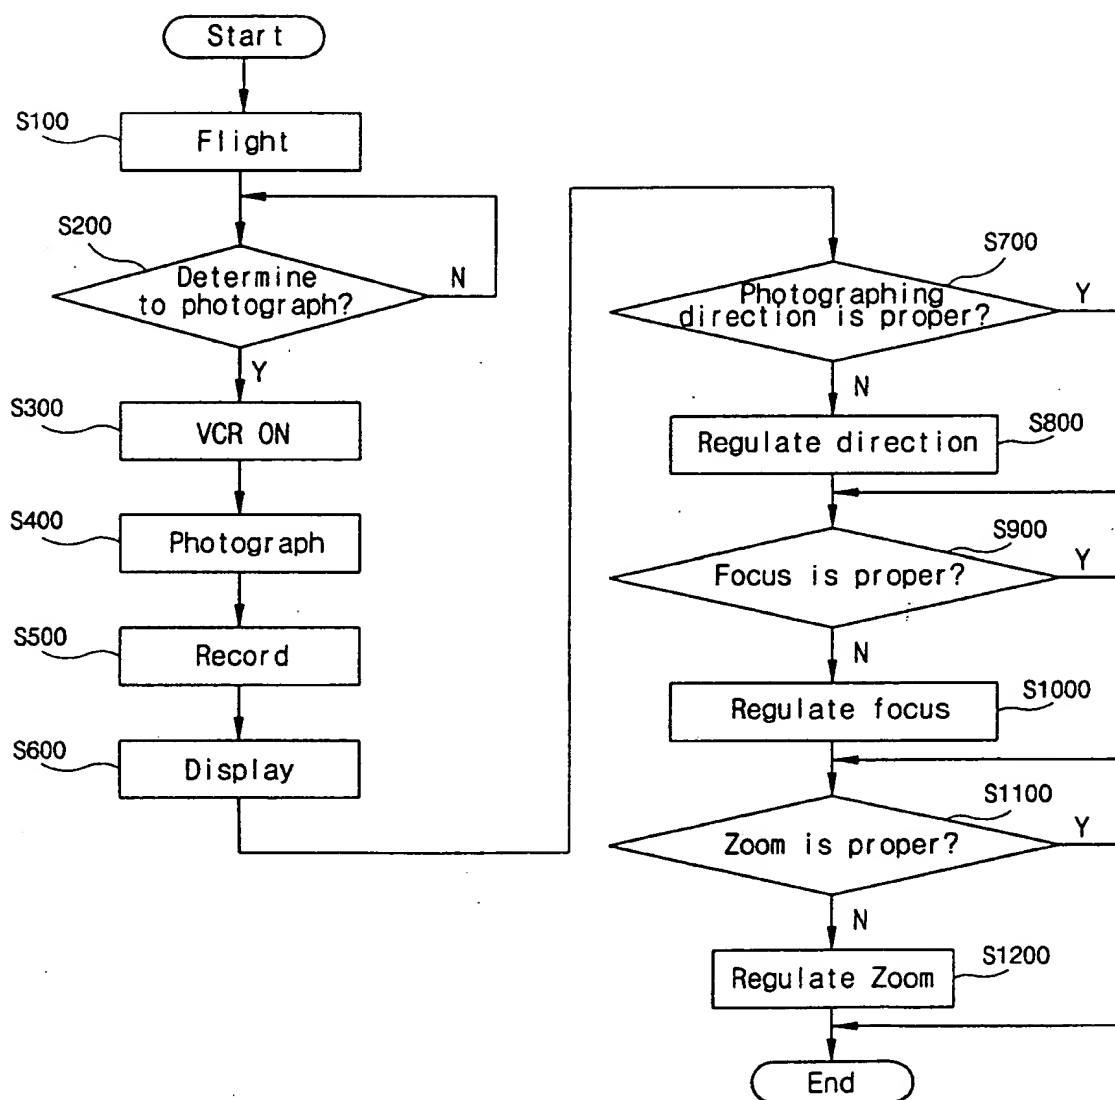 Start
S100
Flight
S200
Determine
to photograph?
N
Y
S300
VCR ON
S400
Photograph
S500
Record
S600
Display
S700
Photographing
direction is proper?
Y
N
S800
Regulate direction
S900
Focus is proper?
Y
N
S1000
Regulate focus
S1100
Zoom is proper?
Y
N
S1200
Regulate Zoom
End